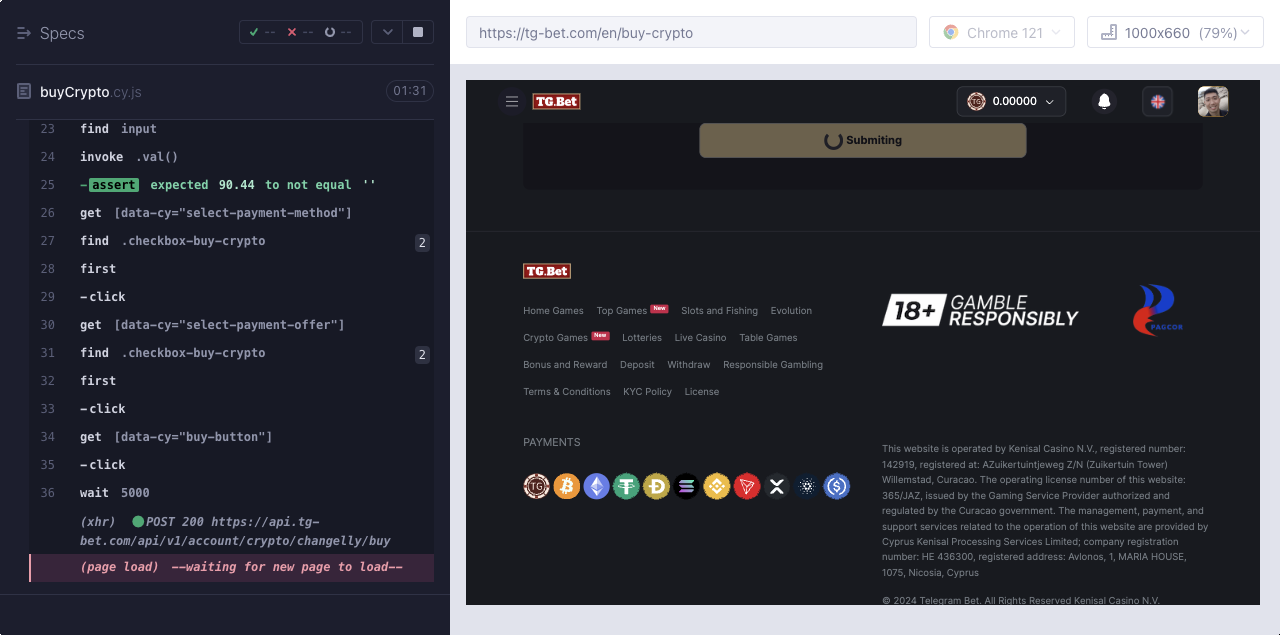 Specs
-- -- --
buyCrypto.cy.js 01:31
23 find input
24 invoke .val()
25 -assert expected 90.44 to not equal ''
26 get [data-cy="select-payment-method"]
27 find .checkbox-buy-crypto 2
28 first
29 -click
30 get [data-cy="select-payment-offer"]
31 find .checkbox-buy-crypto 2
32 first
33 -click
34 get [data-cy="buy-button"]
35 -click
36 wait 5000
(xhr) POST 200 https://api.tg-
bet.com/api/v1/account/crypto/changelly/buy
(page load) --waiting for new page to load--
https://tg-bet.com/en/buy-crypto
Chrome 121
1000x660 (79%)
TG.Bet
0.00000
Submiting
TG.Bet
Home Games Top Games New Slots and Fishing Evolution
Crypto Games New Lotteries Live Casino Table Games
Bonus and Reward Deposit Withdraw Responsible Gambling
Terms & Conditions KYC Policy License
18+ GAMBLE
RESPONSIBLY
PAGCOR
PAYMENTS
TG
This website is operated by Kenisal Casino N.V., registered number:
142919, registered at: AZuikertuintjeweg Z/N (Zuikertuin Tower)
Willemstad, Curacao. The operating license number of this website:
365/JAZ, issued by the Gaming Service Provider authorized and
regulated by the Curacao government. The management, payment, and
support services related to the operation of this website are provided by
Cyprus Kenisal Processing Services Limited; company registration
number: HE 436300, registered address: Avlonos, 1, MARIA HOUSE,
1075, Nicosia, Cyprus
© 2024 Telegram Bet. All Rights Reserved Kenisal Casino N.V.